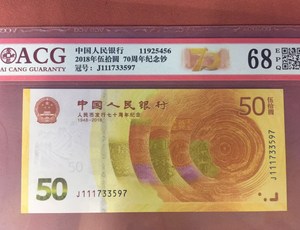 ACG
AI CANG GUARANTY
中国人民银行 11925456
2018年伍拾圆 70周年纪念钞
冠号: J111733597
68
EPQ
中国人民银行
人民币发行七十周年纪念
1948-2018
50
伍拾圆
50
J111733597
J111733597